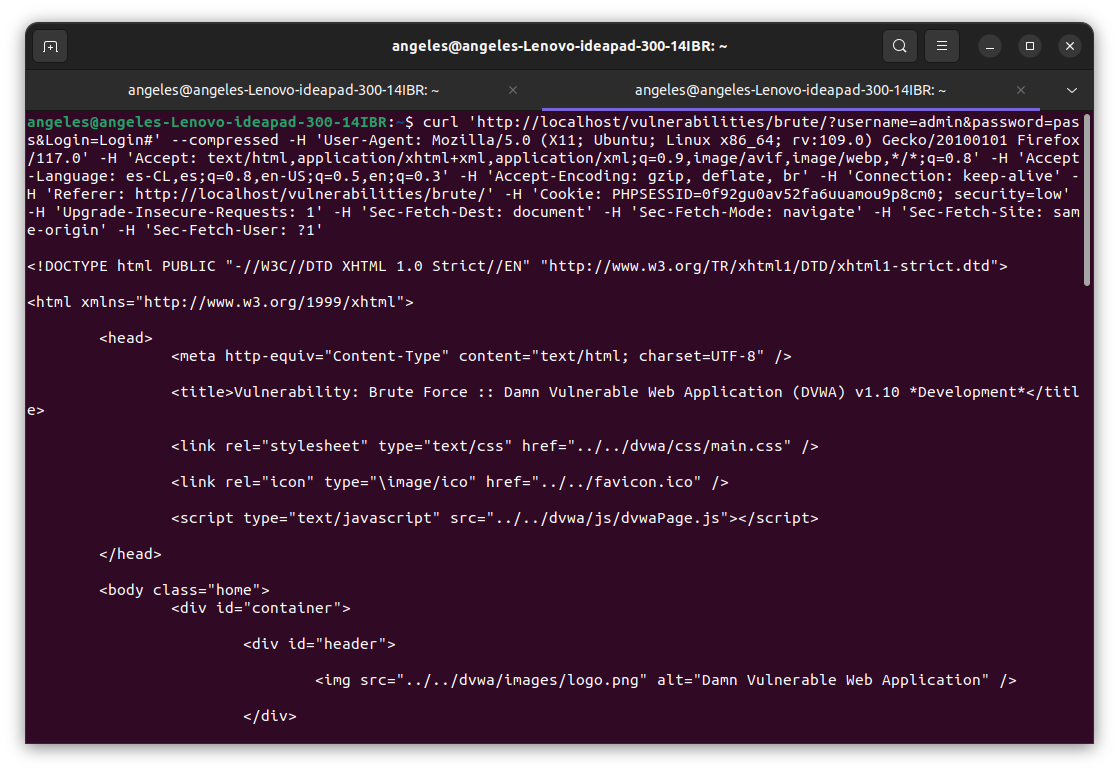 angeles@angeles-Lenovo-ideapad-300-14IBR: ~
angeles@angeles-Lenovo-ideapad-300-14IBR: ~
angeles@angeles-Lenovo-ideapad-300-14IBR: ~
angeles@angeles-Lenovo-ideapad-300-14IBR:~$ curl 'http://localhost/vulnerabilities/brute/?username=admin&password=pas
s&Login=Login#' --compressed -H 'User-Agent: Mozilla/5.0 (X11; Ubuntu; Linux x86_64; rv:109.0) Gecko/20100101 Firefox
/117.0' -H 'Accept: text/html,application/xhtml+xml,application/xml;q=0.9,image/avif,image/webp,*/*;q=0.8' -H 'Accept
-Language: es-CL,es;q=0.8,en-US;q=0.5,en;q=0.3' -H 'Accept-Encoding: gzip, deflate, br' -H 'Connection: keep-alive' -
H 'Referer: http://localhost/vulnerabilities/brute/' -H 'Cookie: PHPSESSID=0f92gu0av52fa6uuamou9p8cm0; security=low'
-H 'Upgrade-Insecure-Requests: 1' -H 'Sec-Fetch-Dest: document' -H 'Sec-Fetch-Mode: navigate' -H 'Sec-Fetch-Site: sam
e-origin' -H 'Sec-Fetch-User: ?1'
<!DOCTYPE html PUBLIC "-//W3C//DTD XHTML 1.0 Strict//EN" "http://www.w3.org/TR/xhtml1/DTD/xhtml1-strict.dtd">
<html xmlns="http://www.w3.org/1999/xhtml">
<head>
<meta http-equiv="Content-Type" content="text/html; charset=UTF-8" />
<title>Vulnerability: Brute Force :: Damn Vulnerable Web Application (DVWA) v1.10 *Development*</titl
e>
<link rel="stylesheet" type="text/css" href="../../dvwa/css/main.css" />
<link rel="icon" type="\image/ico" href="../../favicon.ico" />
<script type="text/javascript" src="../../dvwa/js/dvwaPage.js"></script>
</head>
<body class="home">
<div id="container">
<div id="header">
<img src="../../dvwa/images/logo.png" alt="Damn Vulnerable Web Application" />
</div>